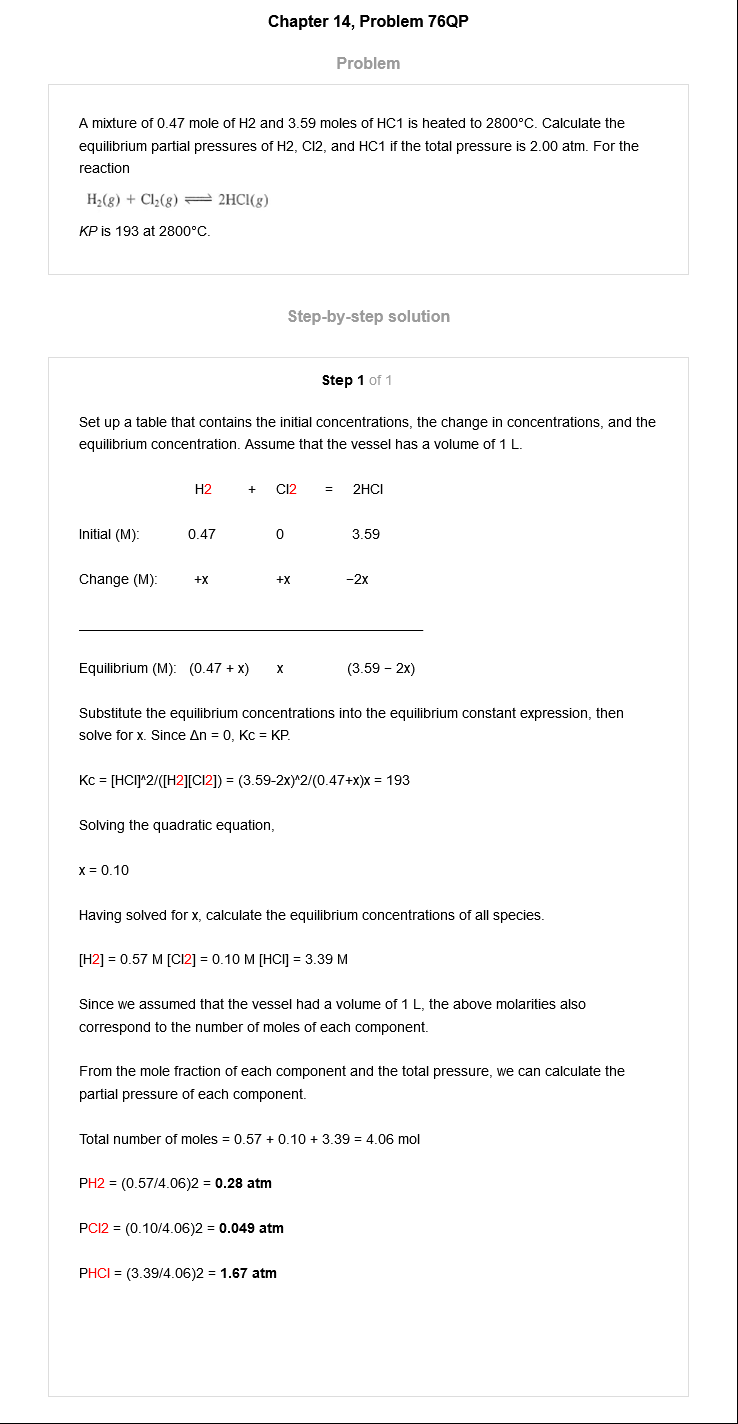 Chapter 14, Problem 76QP
Problem
A mixture of 0.47 mole of H2 and 3.59 moles of HC1 is heated to 2800°C. Calculate the
equilibrium partial pressures of H2, Cl2, and HC1 if the total pressure is 2.00 atm. For the
reaction
H₂(g) + Cl₂(g) ⇌ 2HCl(g)
KP is 193 at 2800°C.
Step-by-step solution
Step 1 of 1
Set up a table that contains the initial concentrations, the change in concentrations, and the
equilibrium concentration. Assume that the vessel has a volume of 1 L.
H2 + Cl2 = 2HCl
Initial (M): 0.47 0 3.59
Change (M): +x +x −2x
Equilibrium (M): (0.47 + x) x (3.59 − 2x)
Substitute the equilibrium concentrations into the equilibrium constant expression, then
solve for x. Since Δn = 0, Kc = KP.
Kc = [HCl]^2/([H2][Cl2]) = (3.59-2x)^2/(0.47+x)x = 193
Solving the quadratic equation,
x = 0.10
Having solved for x, calculate the equilibrium concentrations of all species.
[H2] = 0.57 M [Cl2] = 0.10 M [HCl] = 3.39 M
Since we assumed that the vessel had a volume of 1 L, the above molarities also
correspond to the number of moles of each component.
From the mole fraction of each component and the total pressure, we can calculate the
partial pressure of each component.
Total number of moles = 0.57 + 0.10 + 3.39 = 4.06 mol
PH2 = (0.57/4.06)2 = 0.28 atm
PCl2 = (0.10/4.06)2 = 0.049 atm
PHCl = (3.39/4.06)2 = 1.67 atm